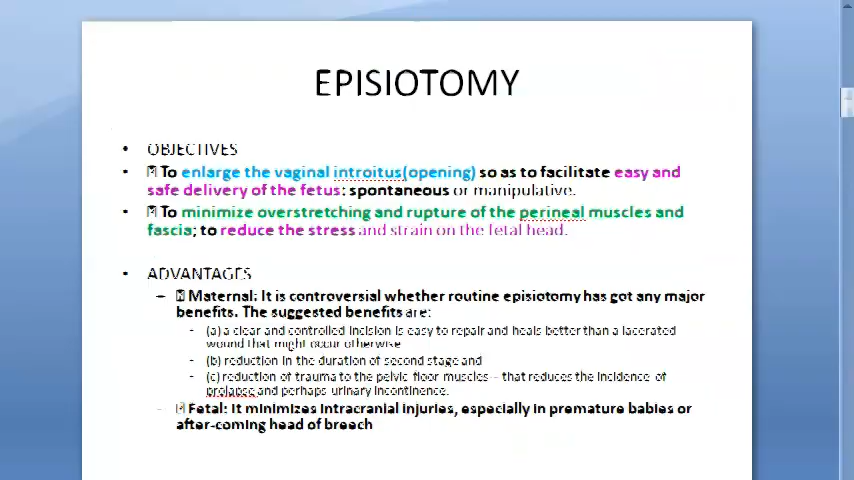 EPISIOTOMY
• OBJECTIVES
• To enlarge the vaginal introitus(opening) so as to facilitate easy and
safe delivery of the fetus: spontaneous or manipulative.
• To minimize overstretching and rupture of the perineal muscles and
fascia; to reduce the stress and strain on the fetal head.
• ADVANTAGES
– Maternal: It is controversial whether routine episiotomy has got any major
benefits. The suggested benefits are:
- (a) a clear and controlled incision is easy to repair and heals better than a lacerated
wound that might occur otherwise
- (b) reduction in the duration of second stage and
- (c) reduction of trauma to the pelvic floor muscles – that reduces the incidence of
prolapse and perhaps urinary incontinence.
– Fetal: It minimizes intracranial injuries, especially in premature babies or
after-coming head of breech